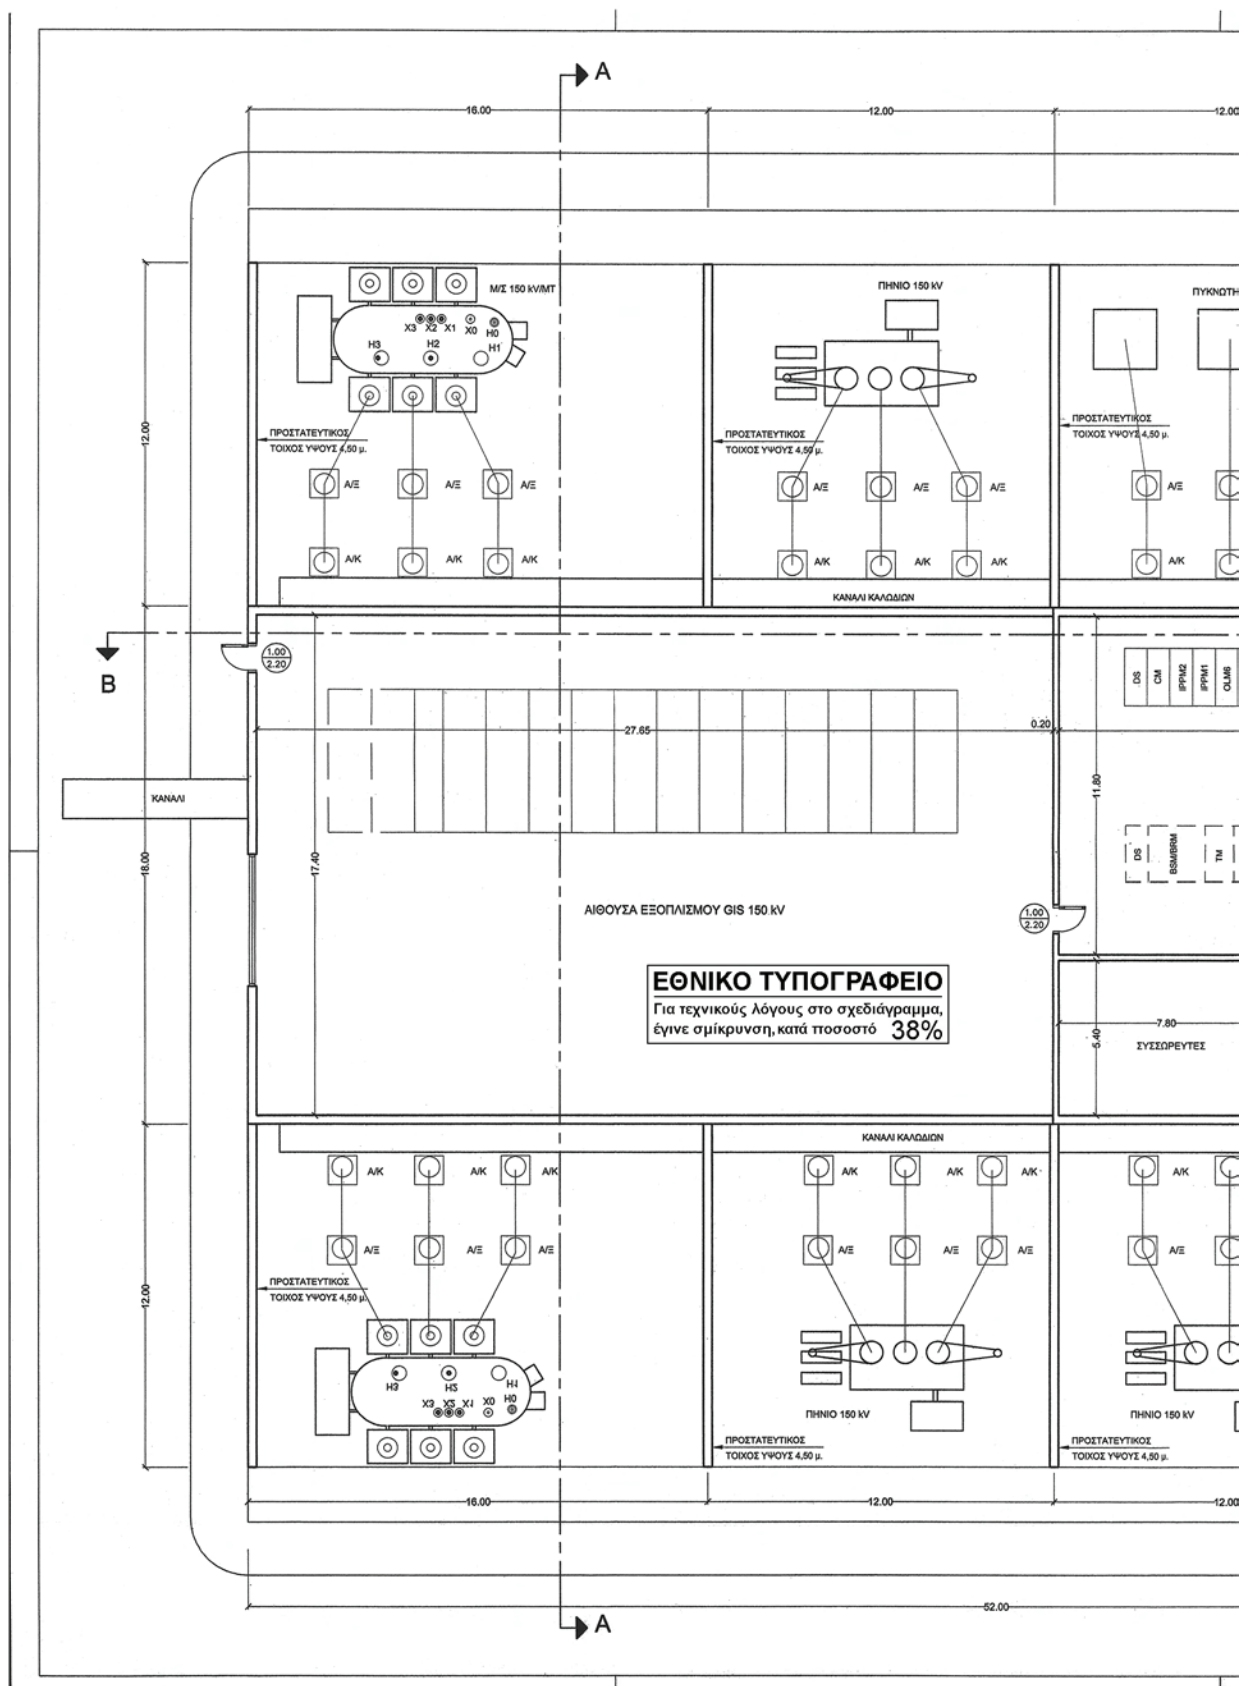 A
16.00
12.00
12.00
Μ/Σ 150 kV/MT
ΠΗΝΙΟ 150 kV
ΠΥΚΝΩΤΗ
X3 X2 X1 X0 H0
H3 H2 H1
12.00
ΠΡΟΣΤΑΤΕΥΤΙΚΟΣ
ΤΟΙΧΟΣ ΥΨΟΥΣ 4,50 μ.
ΠΡΟΣΤΑΤΕΥΤΙΚΟΣ
ΤΟΙΧΟΣ ΥΨΟΥΣ 4,50 μ.
ΠΡΟΣΤΑΤΕΥΤΙΚΟΣ
ΤΟΙΧΟΣ ΥΨΟΥΣ 4,50 μ.
Α/Ξ Α/Ξ Α/Ξ Α/Ξ Α/Ξ Α/Ξ Α/Ξ
Α/Κ Α/Κ Α/Κ Α/Κ Α/Κ Α/Κ Α/Κ
ΚΑΝΑΛΙ ΚΑΛΩΔΙΩΝ
B
1.00
2.20
DS
CM
IPPM2
IPPM1
OLM6
27.65
0.20
11.80
ΚΑΝΑΛΙ
18.00
17.40
DS
BSM/BRM
TM
ΑΙΘΟΥΣΑ ΕΞΟΠΛΙΣΜΟΥ GIS 150 kV
1.00
2.20
ΕΘΝΙΚΟ ΤΥΠΟΓΡΑΦΕΙΟ
Για τεχνικούς λόγους στο σχεδιάγραμμα,
έγινε σμίκρυνση, κατά ποσοστό 38%
7.80
5.40
ΣΥΣΣΩΡΕΥΤΕΣ
ΚΑΝΑΛΙ ΚΑΛΩΔΙΩΝ
Α/Κ Α/Κ Α/Κ Α/Κ Α/Κ Α/Κ Α/Κ
Α/Ξ Α/Ξ Α/Ξ Α/Ξ Α/Ξ Α/Ξ Α/Ξ
12.00
ΠΡΟΣΤΑΤΕΥΤΙΚΟΣ
ΤΟΙΧΟΣ ΥΨΟΥΣ 4,50 μ.
H3 H2 H1
X3 X2 X1 X0 H0
ΠΗΝΙΟ 150 kV
ΠΗΝΙΟ 150 kV
ΠΡΟΣΤΑΤΕΥΤΙΚΟΣ
ΤΟΙΧΟΣ ΥΨΟΥΣ 4,50 μ.
ΠΡΟΣΤΑΤΕΥΤΙΚΟΣ
ΤΟΙΧΟΣ ΥΨΟΥΣ 4,50 μ.
16.00
12.00
12.00
52.00
A